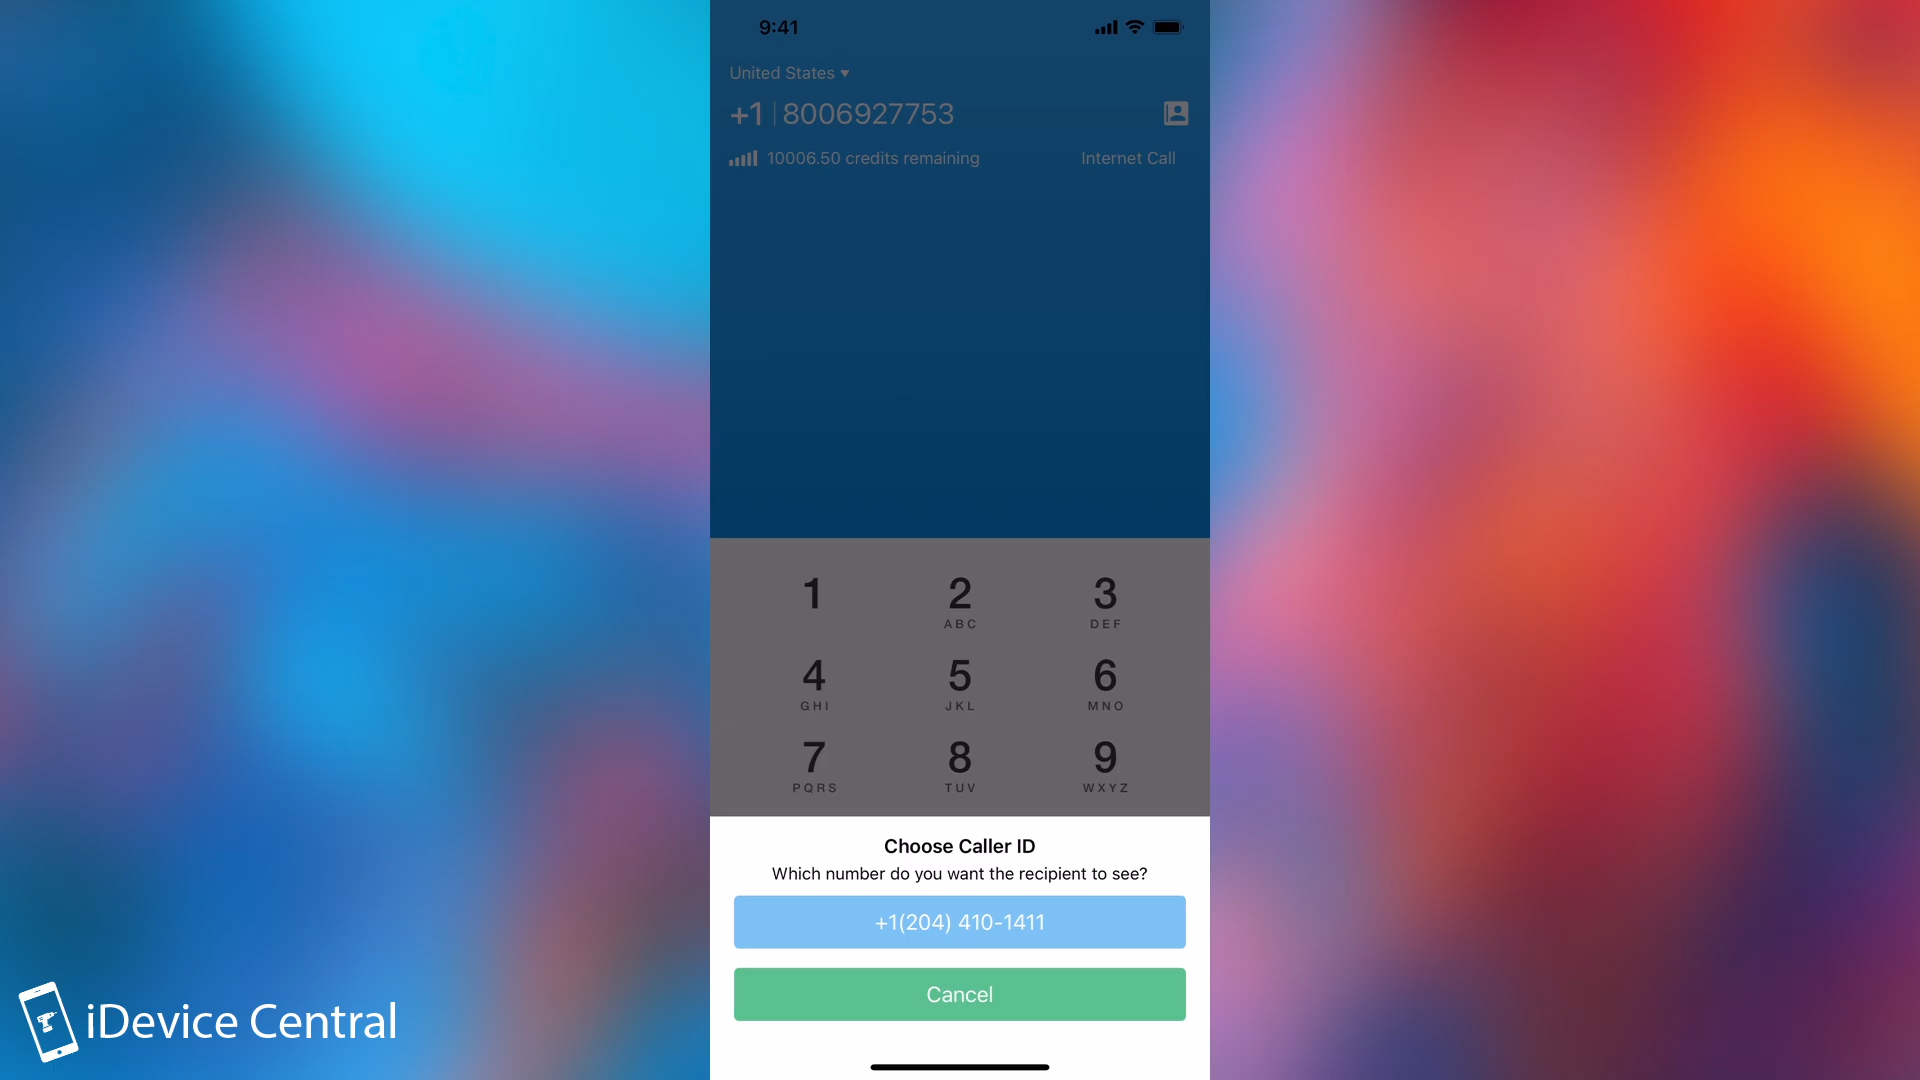 9:41
United States ▾
+1 8006927753
10006.50 credits remaining Internet Call
1 2 3
ABC DEF
4 5 6
GHI JKL MNO
7 8 9
PQRS TUV WXYZ
Choose Caller ID
Which number do you want the recipient to see?
+1(204) 410-1411
Cancel
iDevice Central